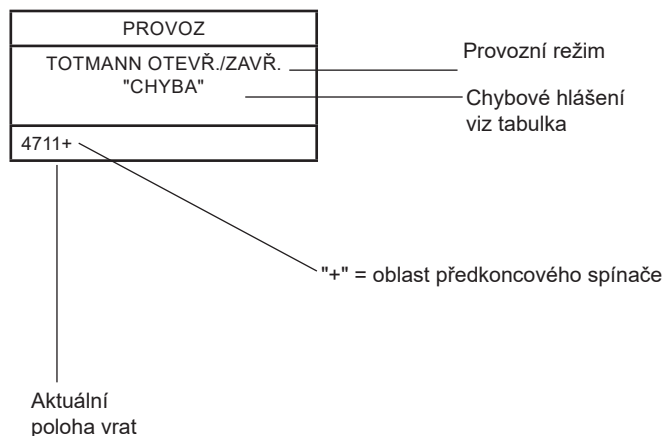 PROVOZ
TOTMANN OTEVŘ./ZAVŘ.
"CHYBA"
4711+
Provozní režim
Chybové hlášení
viz tabulka
"+" = oblast předkoncového spínače
Aktuální
poloha vrat